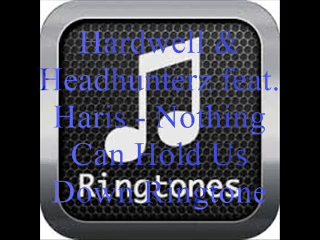 Hardwell &
Headhunterz feat.
Haris - Nothing
Can Hold Us
Down Ringtone
Ringtones